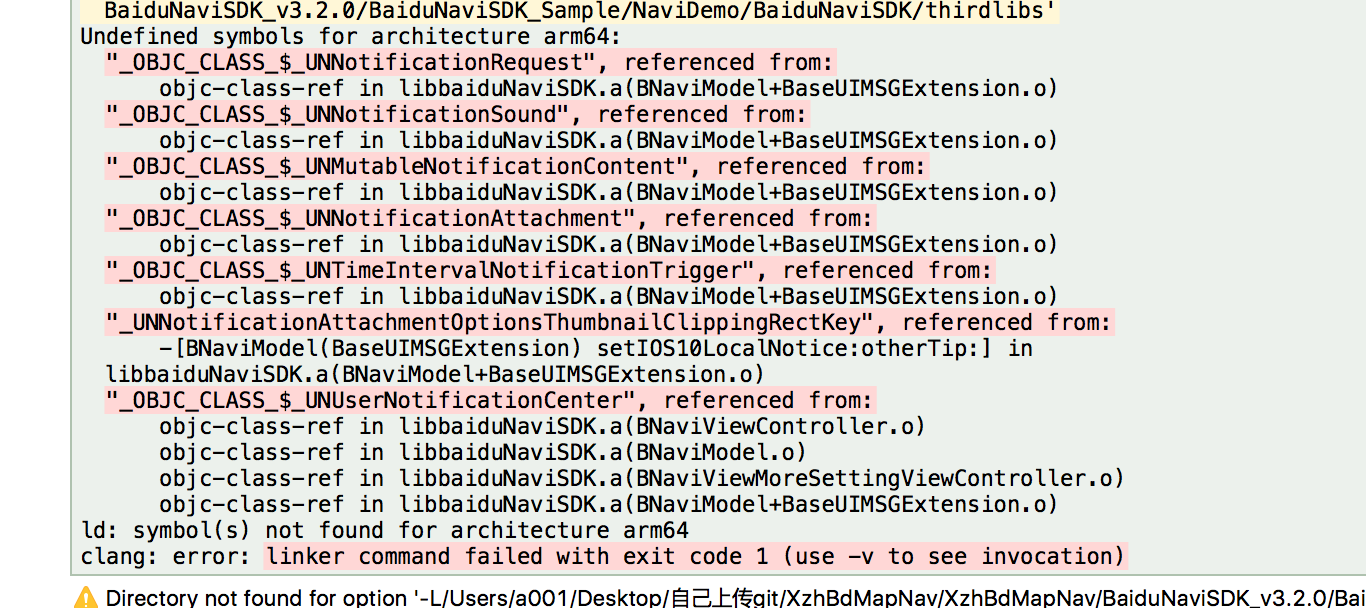 BaiduNaviSDK_v3.2.0/BaiduNaviSDK_Sample/NaviDemo/BaiduNaviSDK/thirdlibs'
Undefined symbols for architecture arm64:
"_OBJC_CLASS_$_UNNotificationRequest", referenced from:
objc-class-ref in libbaiduNaviSDK.a(BNaviModel+BaseUIMSGExtension.o)
"_OBJC_CLASS_$_UNNotificationSound", referenced from:
objc-class-ref in libbaiduNaviSDK.a(BNaviModel+BaseUIMSGExtension.o)
"_OBJC_CLASS_$_UNMutableNotificationContent", referenced from:
objc-class-ref in libbaiduNaviSDK.a(BNaviModel+BaseUIMSGExtension.o)
"_OBJC_CLASS_$_UNNotificationAttachment", referenced from:
objc-class-ref in libbaiduNaviSDK.a(BNaviModel+BaseUIMSGExtension.o)
"_OBJC_CLASS_$_UNTimeIntervalNotificationTrigger", referenced from:
objc-class-ref in libbaiduNaviSDK.a(BNaviModel+BaseUIMSGExtension.o)
"_UNNotificationAttachmentOptionsThumbnailClippingRectKey", referenced from:
-[BNaviModel(BaseUIMSGExtension) setIOS10LocalNotice:otherTip:] in
libbaiduNaviSDK.a(BNaviModel+BaseUIMSGExtension.o)
"_OBJC_CLASS_$_UNUserNotificationCenter", referenced from:
objc-class-ref in libbaiduNaviSDK.a(BNaviViewController.o)
objc-class-ref in libbaiduNaviSDK.a(BNaviModel.o)
objc-class-ref in libbaiduNaviSDK.a(BNaviViewMoreSettingViewController.o)
objc-class-ref in libbaiduNaviSDK.a(BNaviModel+BaseUIMSGExtension.o)
ld: symbol(s) not found for architecture arm64
clang: error: linker command failed with exit code 1 (use -v to see invocation)
Directory not found for option '-L/Users/a001/Desktop/自己上传git/XzhBdMapNav/XzhBdMapNav/BaiduNaviSDK_v3.2.0/Bai